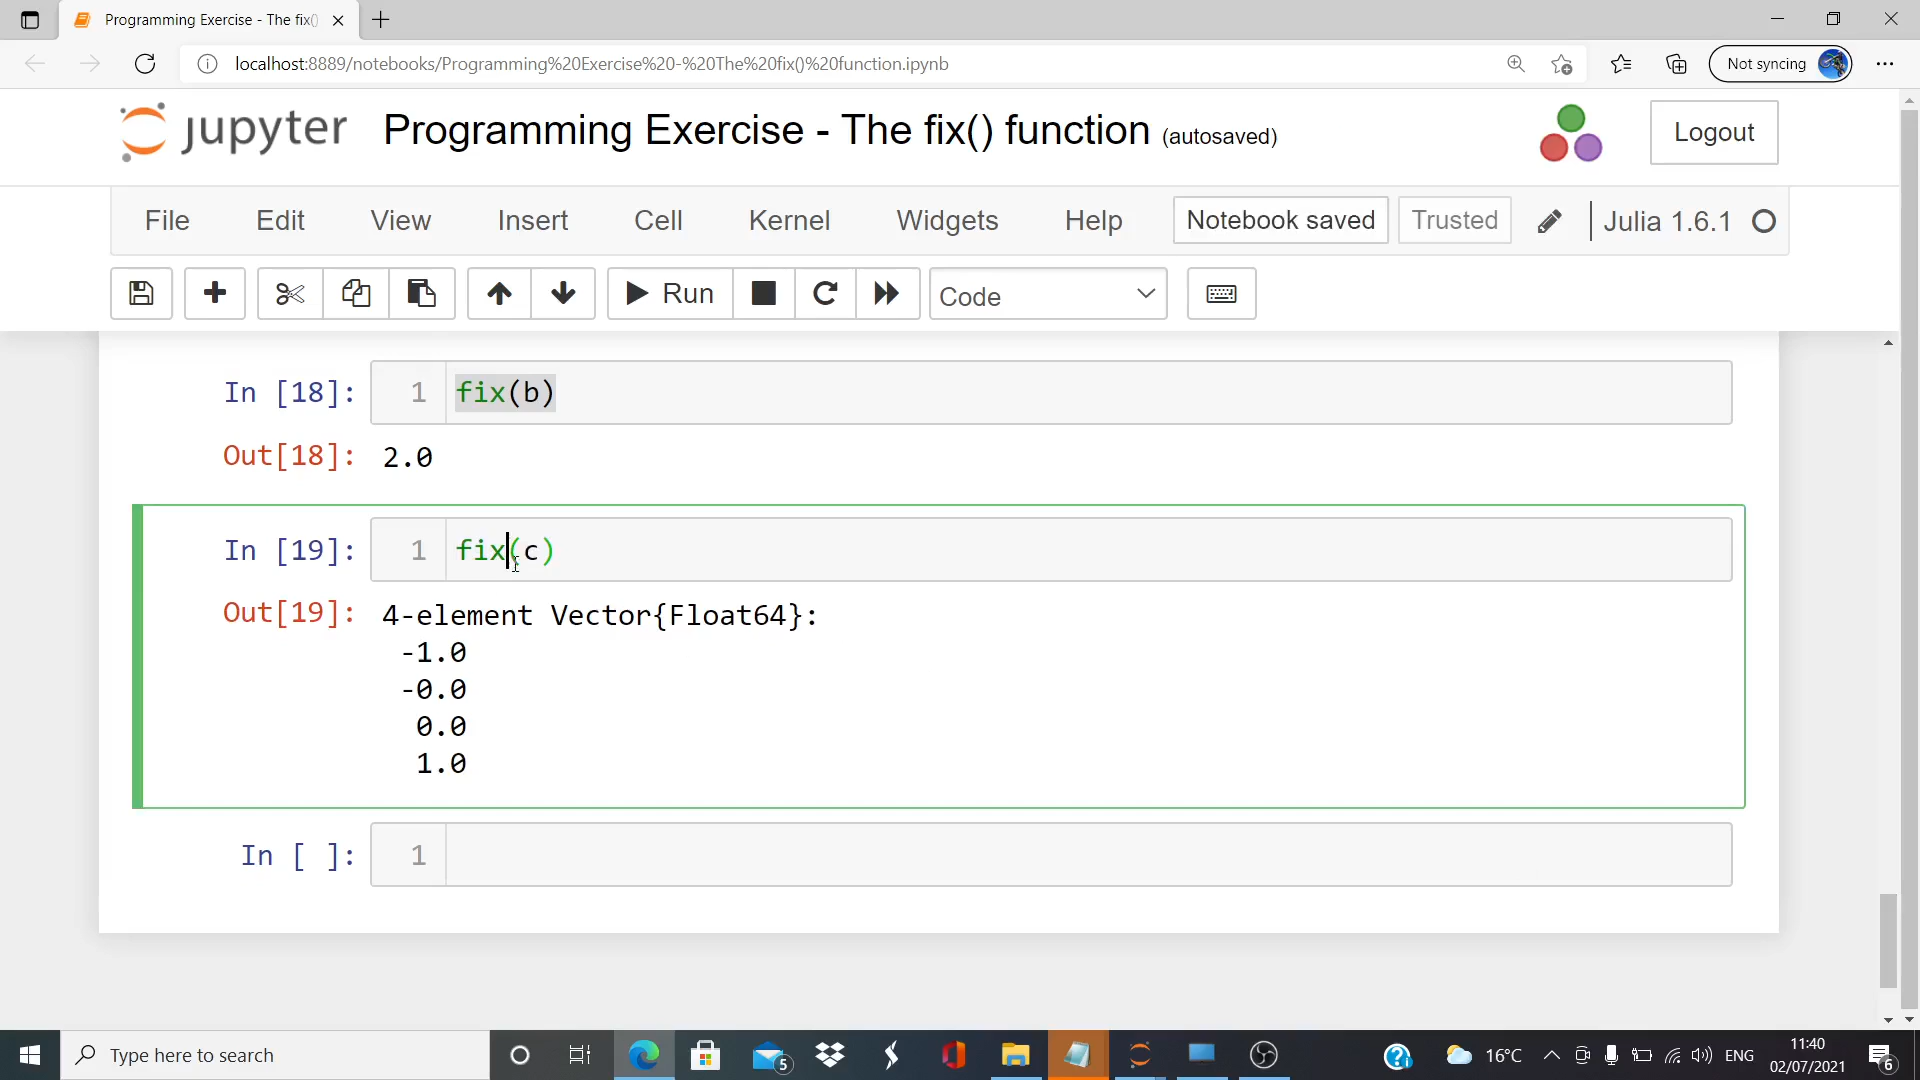 Programming Exercise - The fix()
localhost:8889/notebooks/Programming%20Exercise%20-%20The%20fix()%20function.ipynb
Not syncing
jupyter Programming Exercise - The fix() function (autosaved)
Logout
File Edit View Insert Cell Kernel Widgets Help Notebook saved Trusted Julia 1.6.1
Run Code
In [18]: 1 fix(b)
Out[18]: 2.0
In [19]: 1 fix(c)
Out[19]: 4-element Vector{Float64}:
-1.0
-0.0
0.0
1.0
In [ ]: 1
Type here to search
5
16°C
ENG
11:40
02/07/2021
6